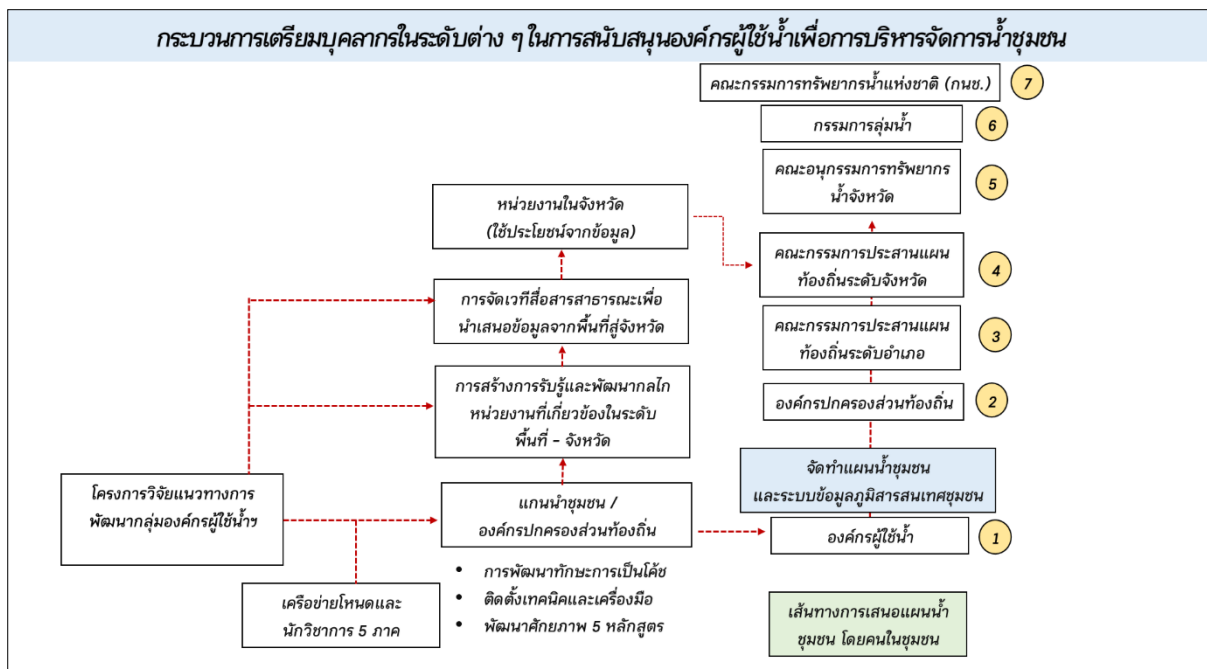 กระบวนการเตรียมบุคลากรในระดับต่าง ๆ ในการสนับสนุนองค์กรผู้ใช้น้ำเพื่อการบริหารจัดการน้ำชุมชน
คณะกรรมการทรัพยากรน้ำแห่งชาติ (กนช.)
7
กรรมการลุ่มน้ำ
6
คณะอนุกรรมการทรัพยากร
น้ำจังหวัด
5
หน่วยงานในจังหวัด
(ใช้ประโยชน์จากข้อมูล)
คณะกรรมการประสานแผน
ท้องถิ่นระดับจังหวัด
4
การจัดเวทีสื่อสารสาธารณะเพื่อ
นำเสนอข้อมูลจากพื้นที่สู่จังหวัด
คณะกรรมการประสานแผน
ท้องถิ่นระดับอำเภอ
3
การสร้างการรับรู้และพัฒนากลไก
หน่วยงานที่เกี่ยวข้องในระดับ
พื้นที่ - จังหวัด
องค์กรปกครองส่วนท้องถิ่น
2
จัดทำแผนน้ำชุมชน
และระบบข้อมูลภูมิสารสนเทศชุมชน
โครงการวิจัยแนวทางการ
พัฒนากลุ่มองค์กรผู้ใช้น้ำฯ
แกนนำชุมชน /
องค์กรปกครองส่วนท้องถิ่น
องค์กรผู้ใช้น้ำ
1
• การพัฒนาทักษะการเป็นโค้ช
• ติดตั้งเทคนิคและเครื่องมือ
• พัฒนาศักยภาพ 5 หลักสูตร
เครือข่ายโหนดและ
นักวิชาการ 5 ภาค
เส้นทางการเสนอแผนน้ำ
ชุมชน โดยคนในชุมชน